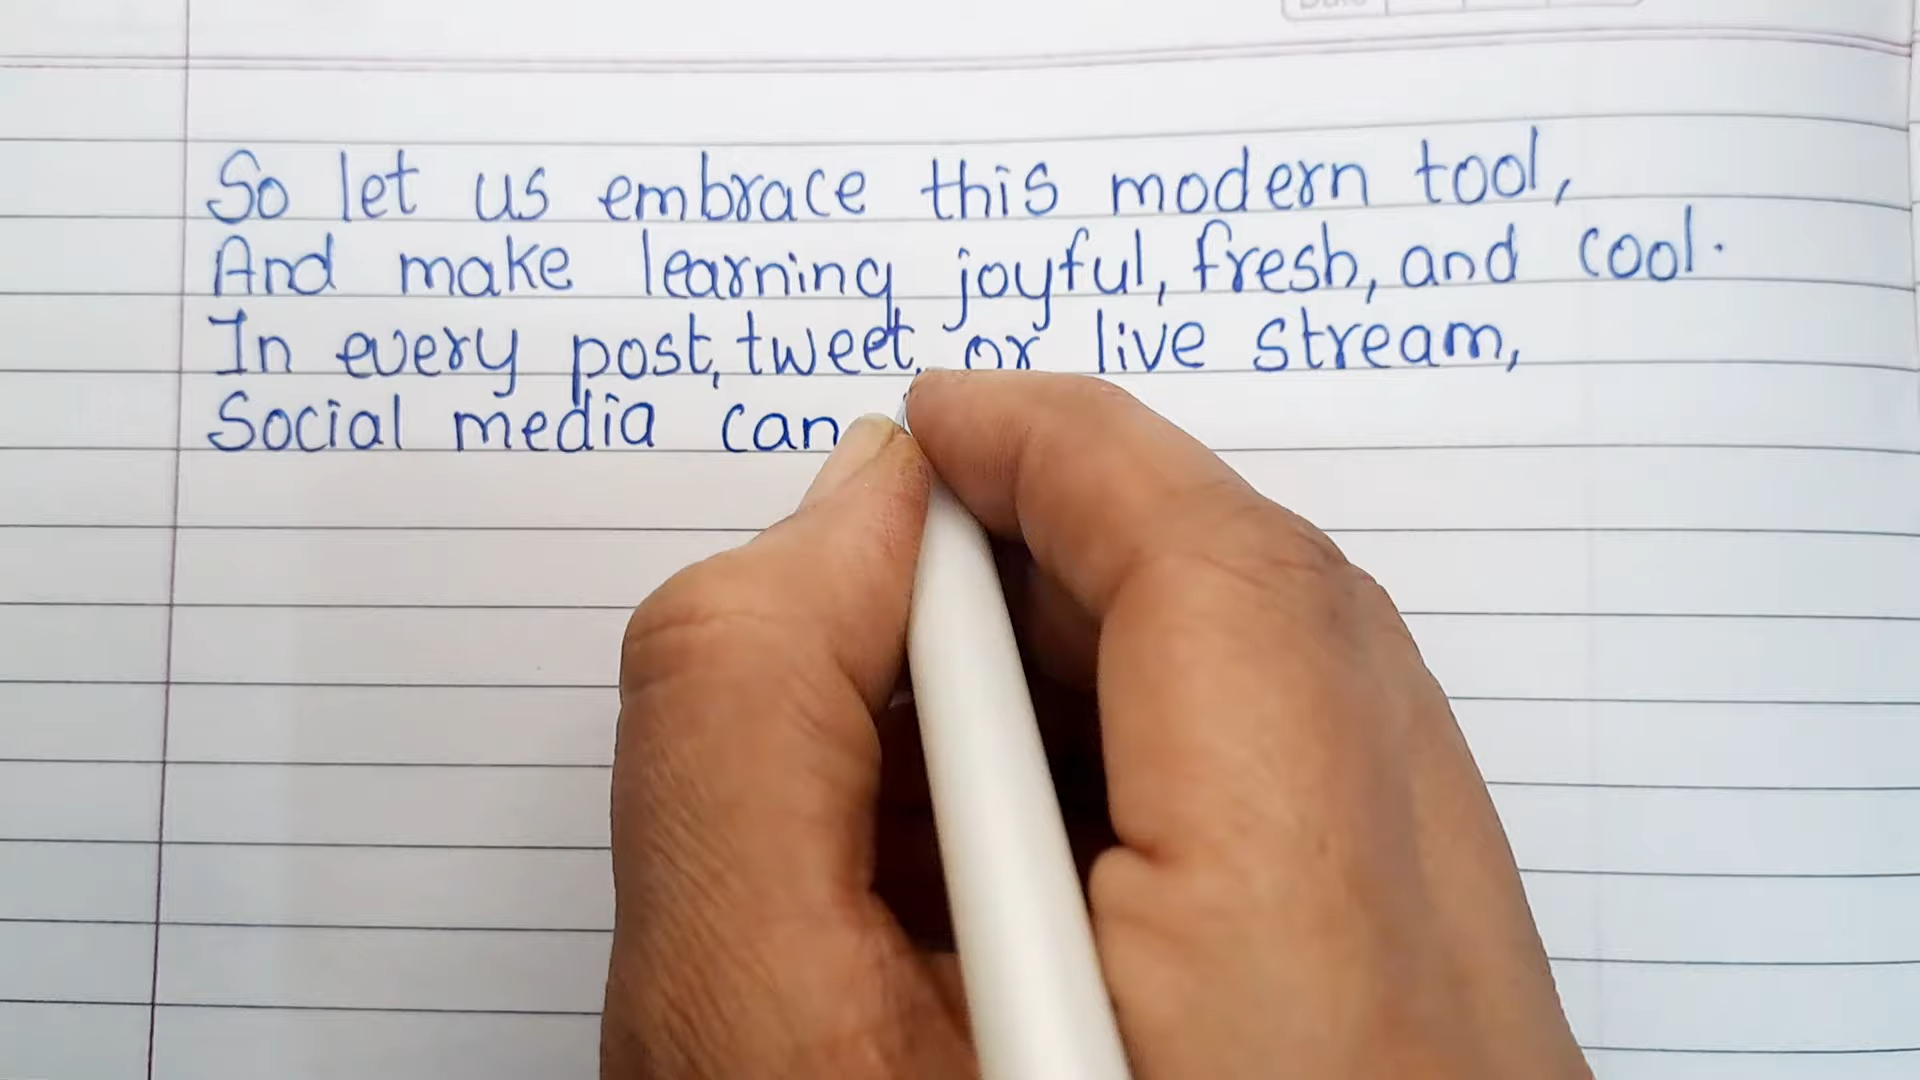 So let us embrace this modern tool,
And make learning joyful, fresh, and cool.
In every post, tweet, or live stream,
Social media can